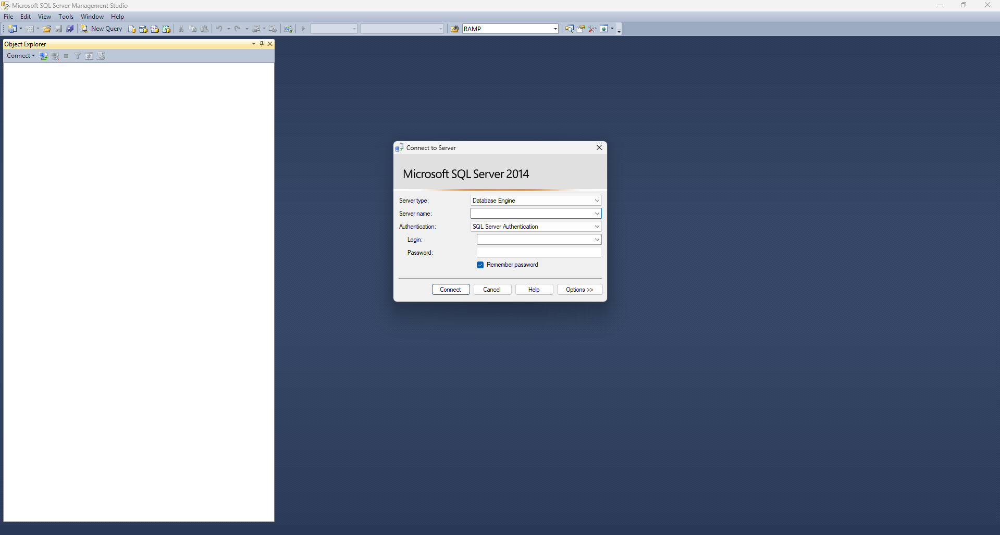 Microsoft SQL Server Management Studio
File Edit View Tools Window Help
New Query RAMP
Object Explorer
Connect
Connect to Server
Microsoft SQL Server 2014
Server type: Database Engine
Server name:
Authentication: SQL Server Authentication
Login:
Password:
Remember password
Connect Cancel Help Options >>